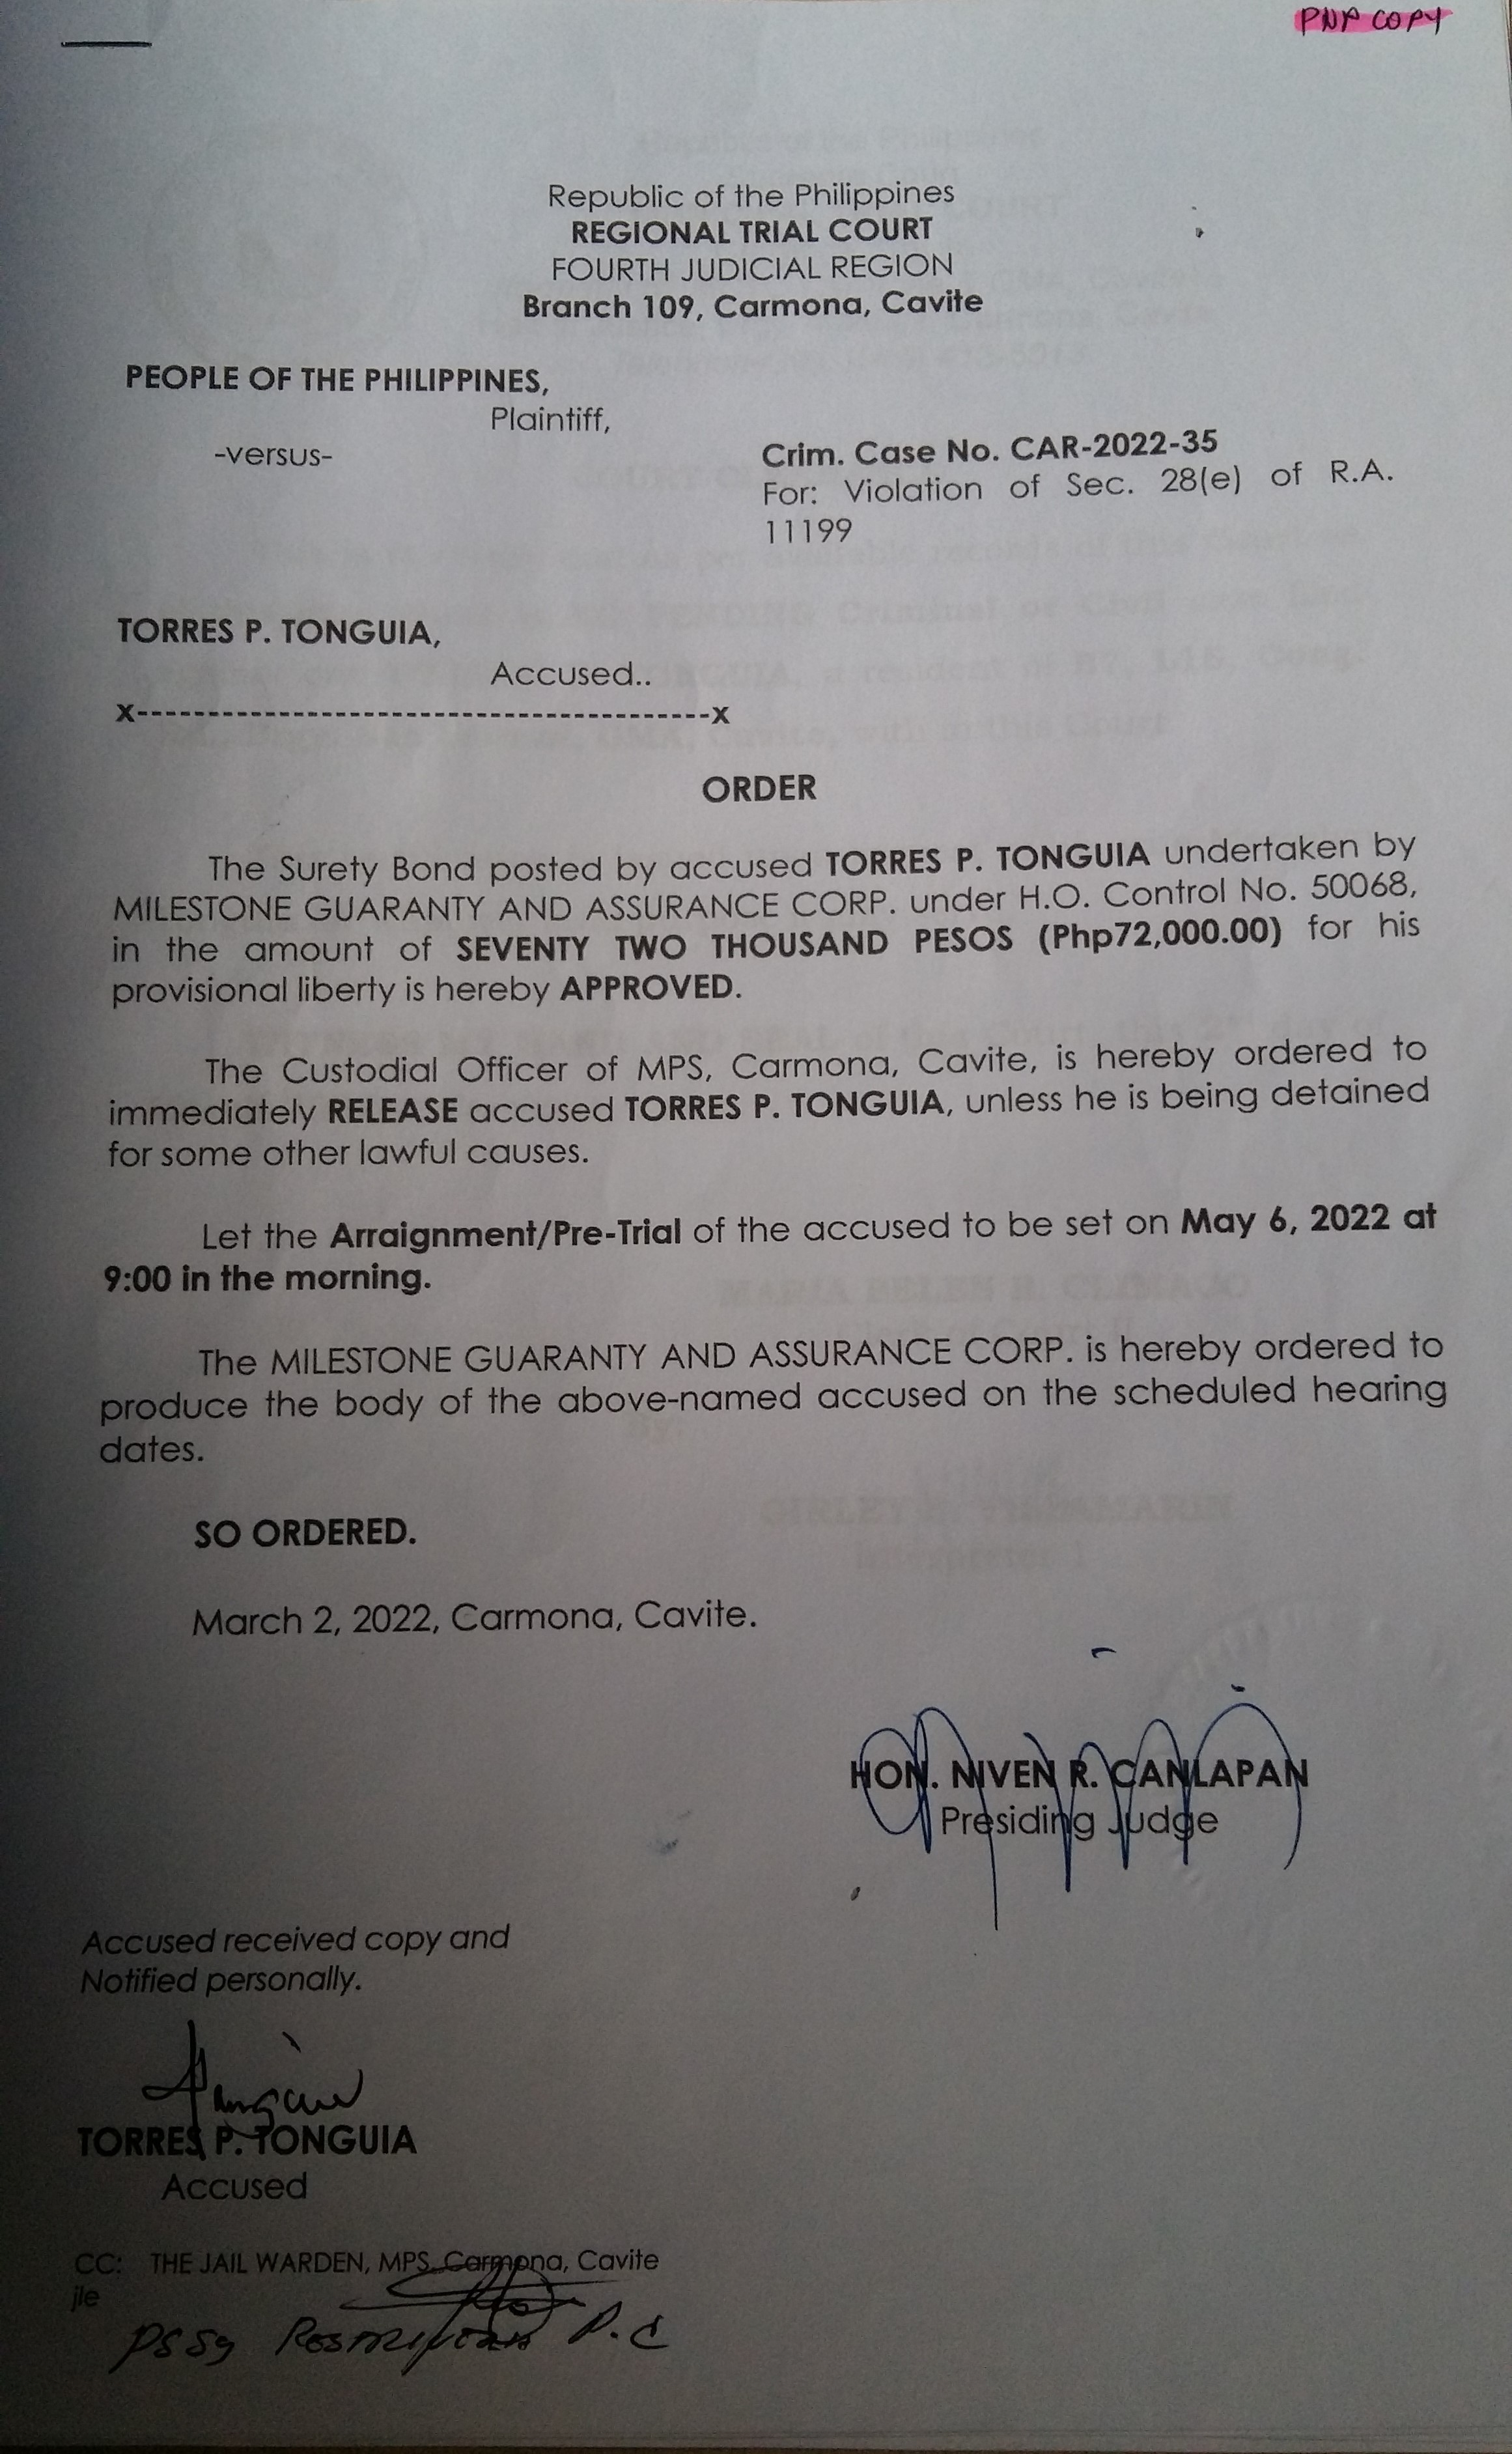 PNP COPY
Republic of the Philippines
REGIONAL TRIAL COURT
FOURTH JUDICIAL REGION
Branch 109, Carmona, Cavite
PEOPLE OF THE PHILIPPINES,
Plaintiff,
-versus-
Crim. Case No. CAR-2022-35
For: Violation of Sec. 28(e) of R.A.
11199
TORRES P. TONGUIA,
Accused..
x-----------------------------------------x
ORDER
The Surety Bond posted by accused TORRES P. TONGUIA undertaken by
MILESTONE GUARANTY AND ASSURANCE CORP. under H.O. Control No. 50068,
in the amount of SEVENTY TWO THOUSAND PESOS (Php72,000.00) for his
provisional liberty is hereby APPROVED.
The Custodial Officer of MPS, Carmona, Cavite, is hereby ordered to
immediately RELEASE accused TORRES P. TONGUIA, unless he is being detained
for some other lawful causes.
Let the Arraignment/Pre-Trial of the accused to be set on May 6, 2022 at
9:00 in the morning.
The MILESTONE GUARANTY AND ASSURANCE CORP. is hereby ordered to
produce the body of the above-named accused on the scheduled hearing
dates.
SO ORDERED.
March 2, 2022, Carmona, Cavite.
HON. NIVEN R. CANLAPAN
Presiding Judge
Accused received copy and
Notified personally.
TORRES P. TONGUIA
Accused
CC: THE JAIL WARDEN, MPS, Carmona, Cavite
jle
PSSg